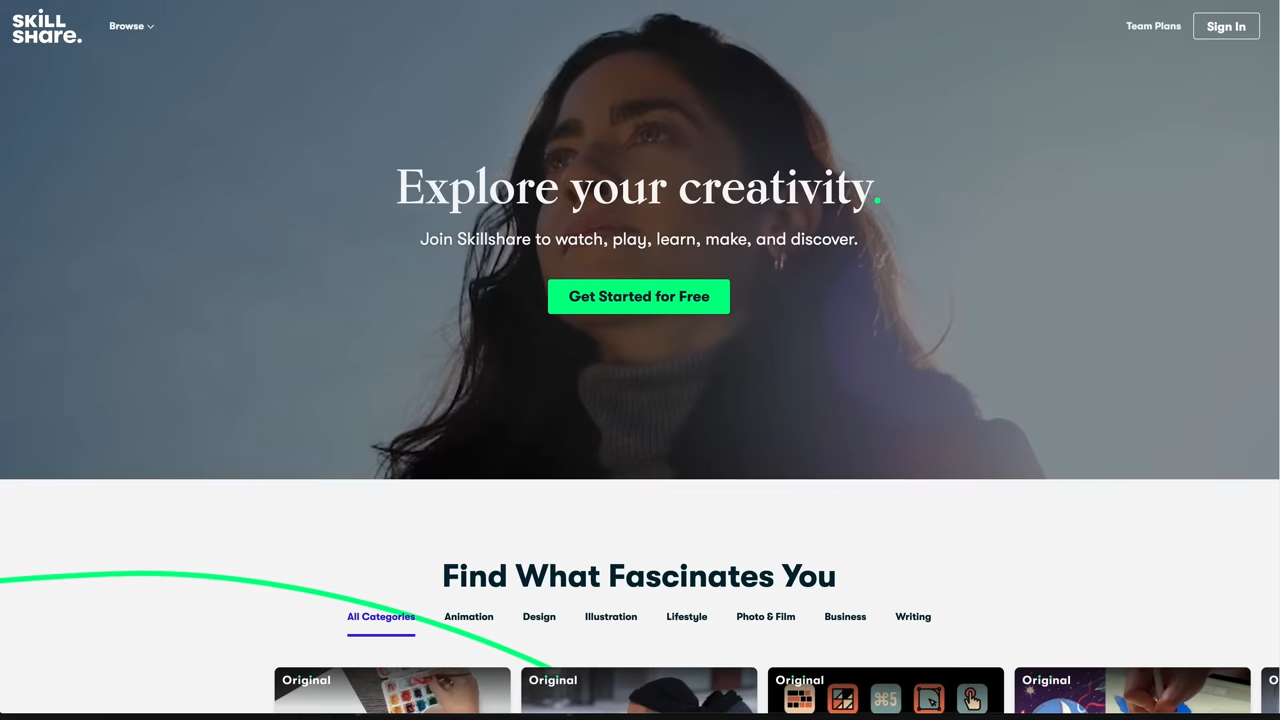 SKiLL
SHare.
Browse
Team Plans
Sign In
Explore your creativity.
Join Skillshare to watch, play, learn, make, and discover.
Get Started for Free
Find What Fascinates You
All Categories
Animation
Design
Illustration
Lifestyle
Photo & Film
Business
Writing
Original
Original
Original
Original
O
⌘5